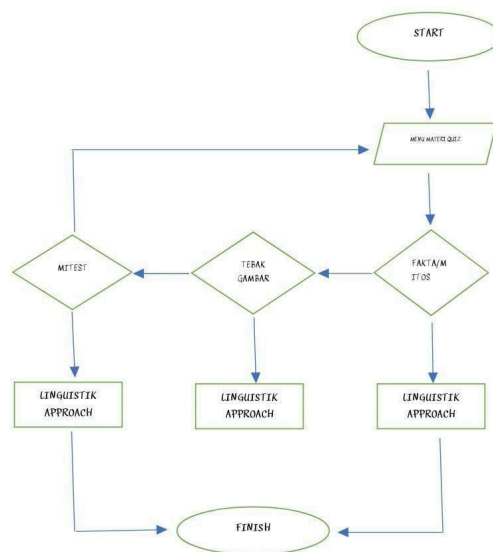 START
MENU MATERI QUIZ
MITEST
TEBAK
GAMBAR
FAKTA/M
ITOS
LINGUISTIK
APPROACH
LINGUISTIK
APPROACH
LINGUISTIK
APPROACH
FINISH